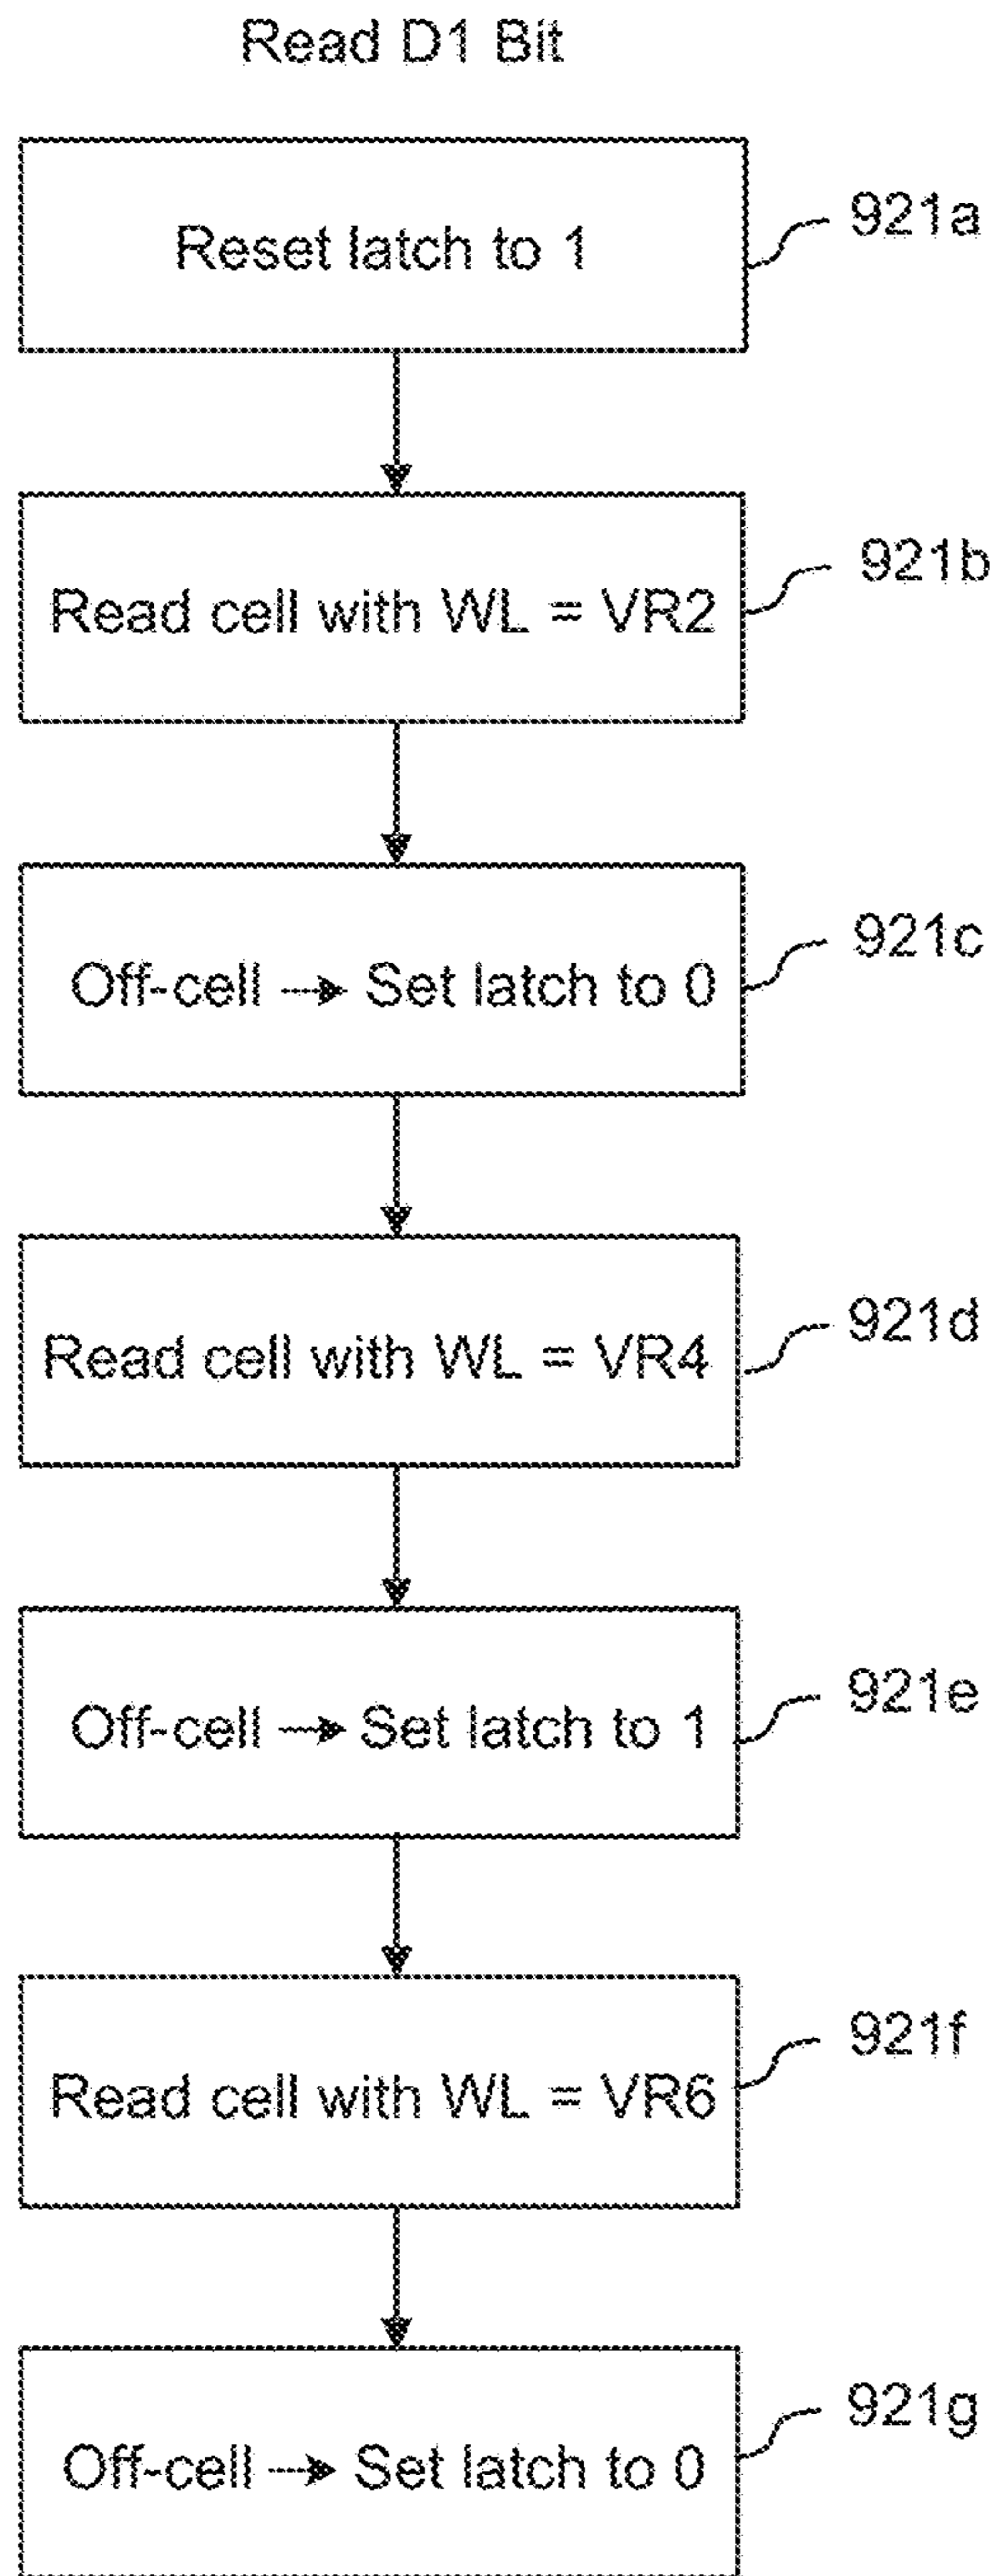 Read D1 Bit
Reset latch to 1
921a
Read cell with WL = VR2
921b
Off-cell → Set latch to 0
921c
Read cell with WL = VR4
921d
Off-cell → Set latch to 1
921e
Read cell with WL = VR6
921f
Off-cell → Set latch to 0
921g